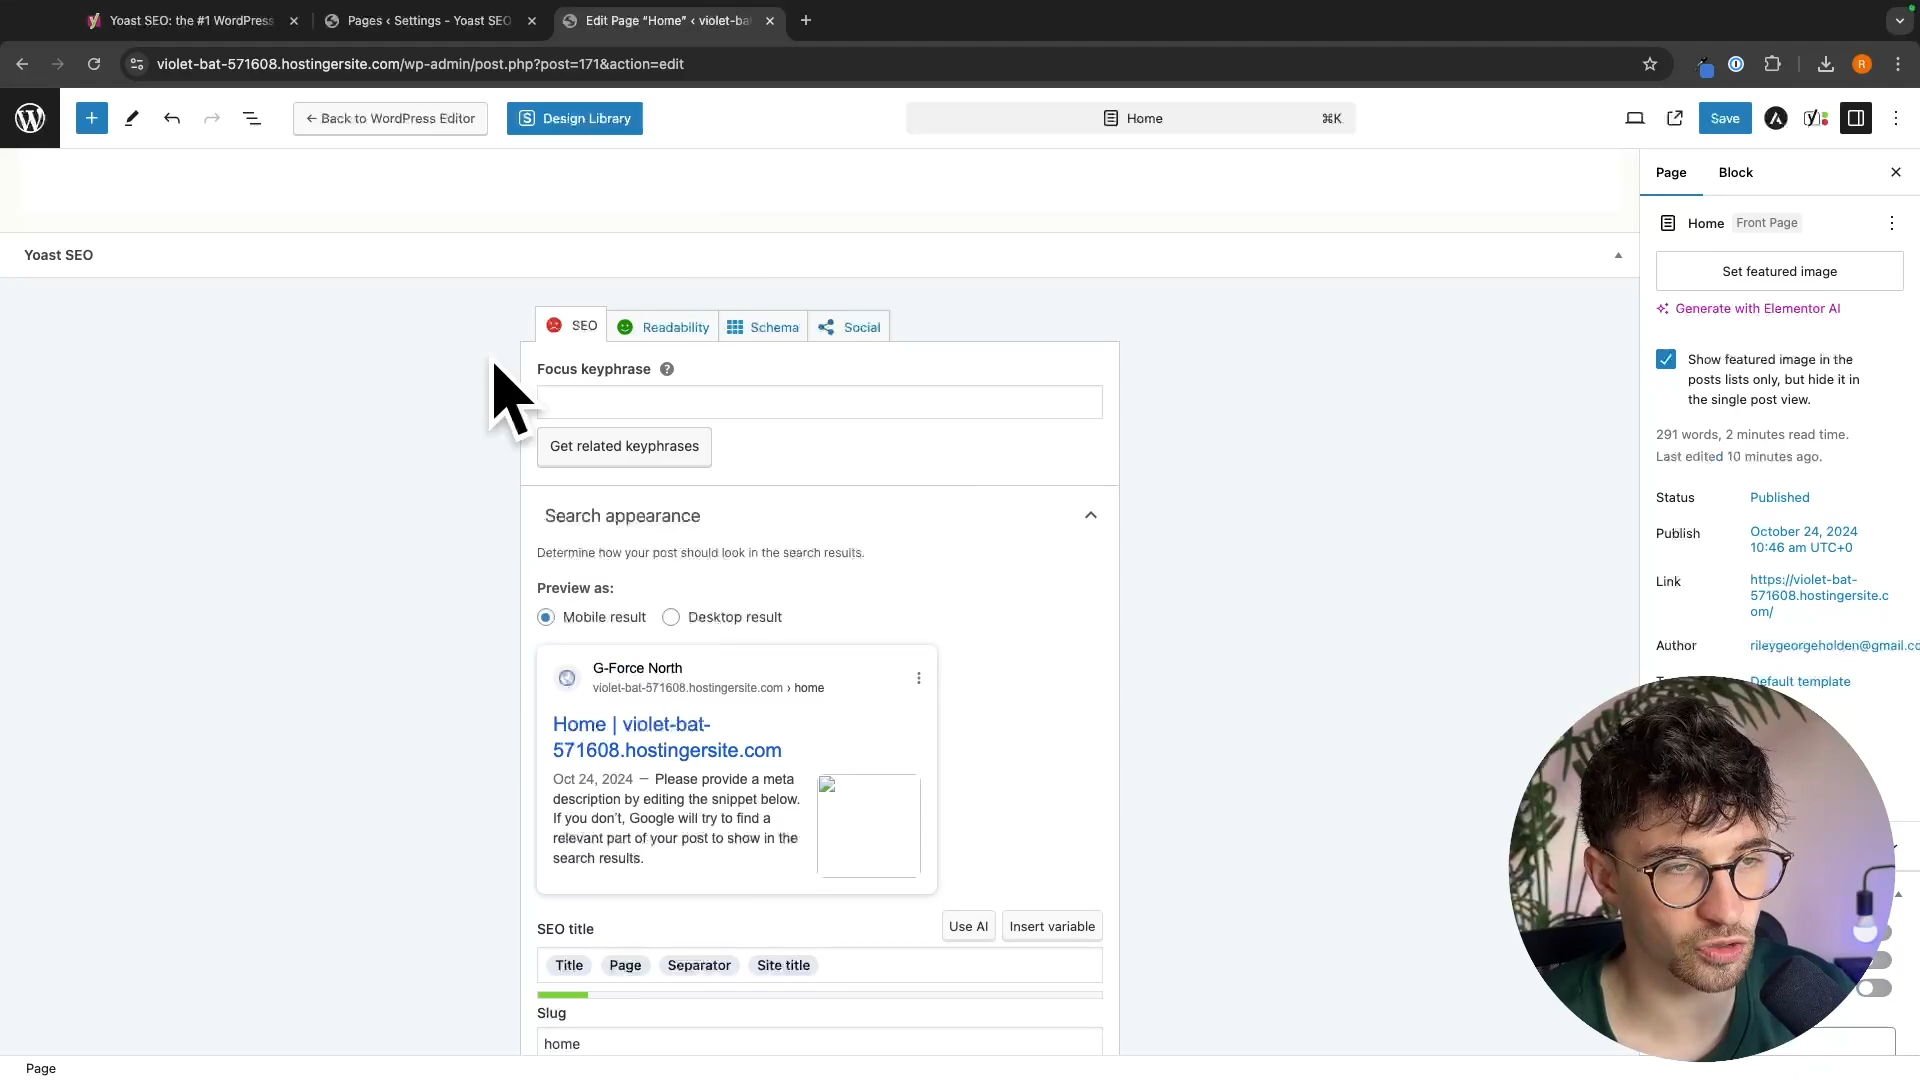 Yoast SEO: the #1 WordPress
Pages ‹ Settings - Yoast SEO
Edit Page “Home” ‹ violet-ba
violet-bat-571608.hostingersite.com/wp-admin/post.php?post=171&action=edit
R
← Back to WordPress Editor
Design Library
Home
⌘K
Save
Page
Block
Yoast SEO
Home
Front Page
Set featured image
Generate with Elementor AI
Show featured image in the
posts lists only, but hide it in
the single post view.
291 words, 2 minutes read time.
Last edited 10 minutes ago.
Status
Published
Publish
October 24, 2024
10:46 am UTC+0
Link
https://violet-bat-
571608.hostingersite.c
om/
Author
rileygeorgeholden@gmail.co
Default template
SEO
Readability
Schema
Social
Focus keyphrase
Get related keyphrases
Search appearance
Determine how your post should look in the search results.
Preview as:
Mobile result
Desktop result
G-Force North
violet-bat-571608.hostingersite.com › home
Home | violet-bat-
571608.hostingersite.com
Oct 24, 2024 – Please provide a meta
description by editing the snippet below.
If you don’t, Google will try to find a
relevant part of your post to show in the
search results.
SEO title
Use AI
Insert variable
Title
Page
Separator
Site title
Slug
home
Page